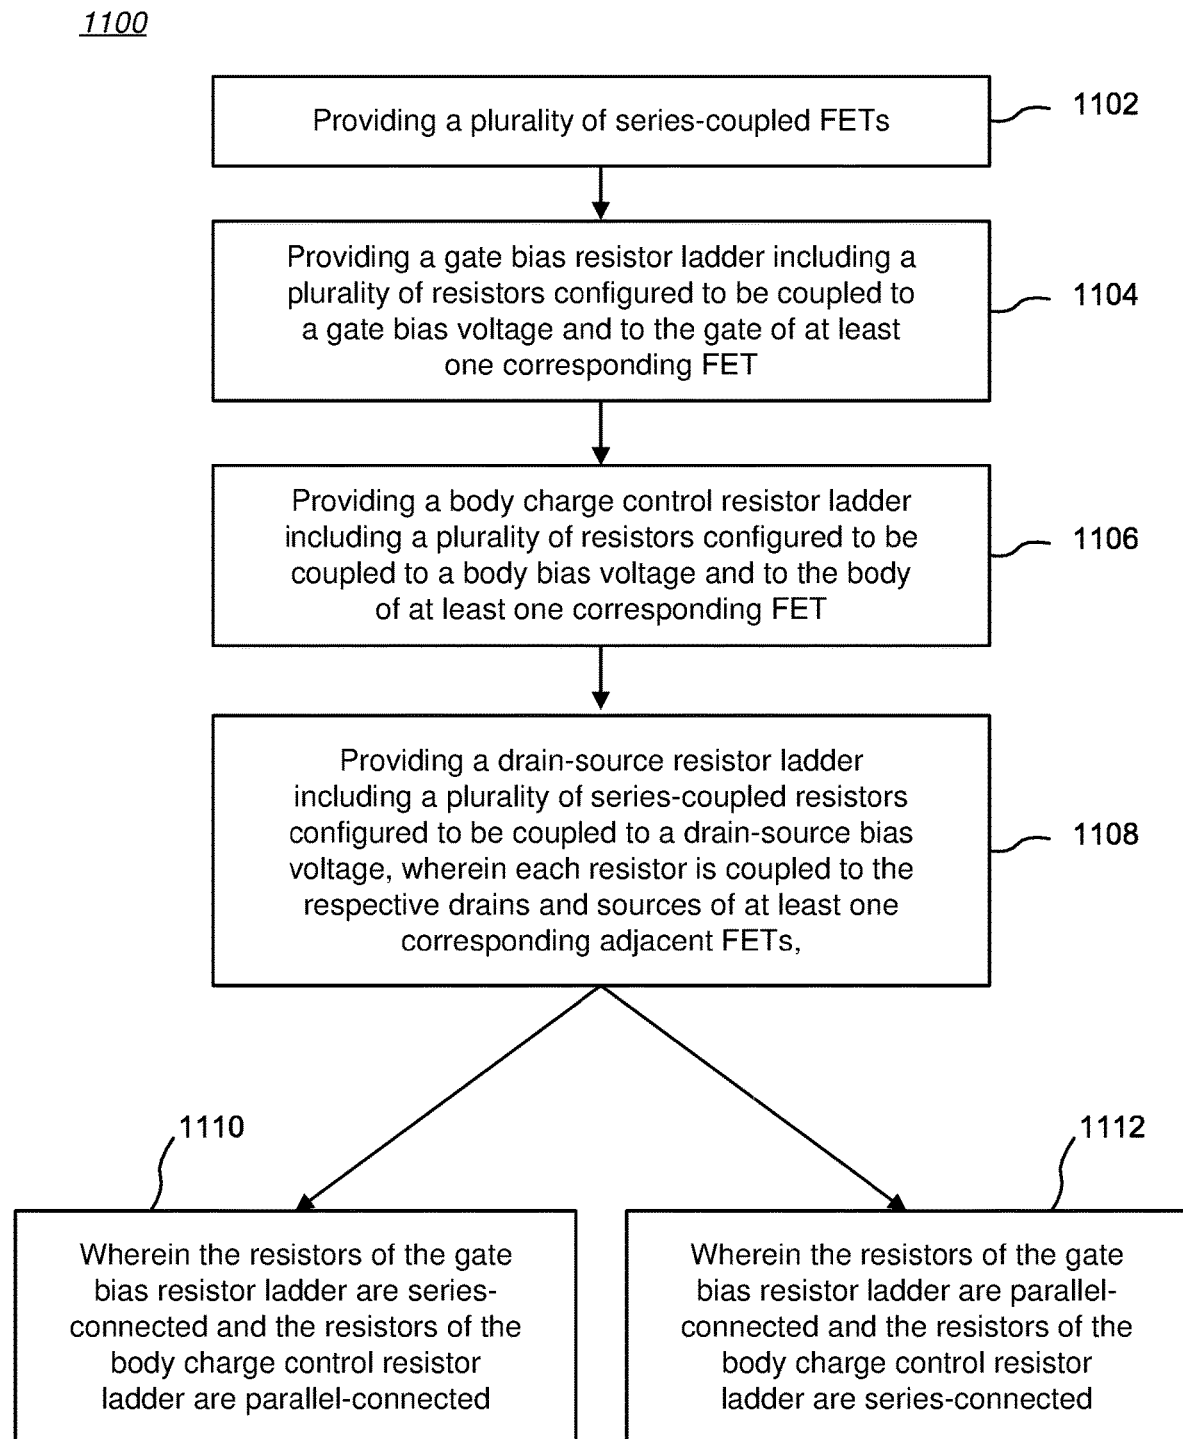 1100
Providing a plurality of series-coupled FETs
1102
Providing a gate bias resistor ladder including a
plurality of resistors configured to be coupled to
a gate bias voltage and to the gate of at least
one corresponding FET
1104
Providing a body charge control resistor ladder
including a plurality of resistors configured to be
coupled to a body bias voltage and to the body
of at least one corresponding FET
1106
Providing a drain-source resistor ladder
including a plurality of series-coupled resistors
configured to be coupled to a drain-source bias
voltage, wherein each resistor is coupled to the
respective drains and sources of at least one
corresponding adjacent FETs,
1108
1110
Wherein the resistors of the gate
bias resistor ladder are series-
connected and the resistors of the
body charge control resistor
ladder are parallel-connected
1112
Wherein the resistors of the gate
bias resistor ladder are parallel-
connected and the resistors of the
body charge control resistor
ladder are series-connected